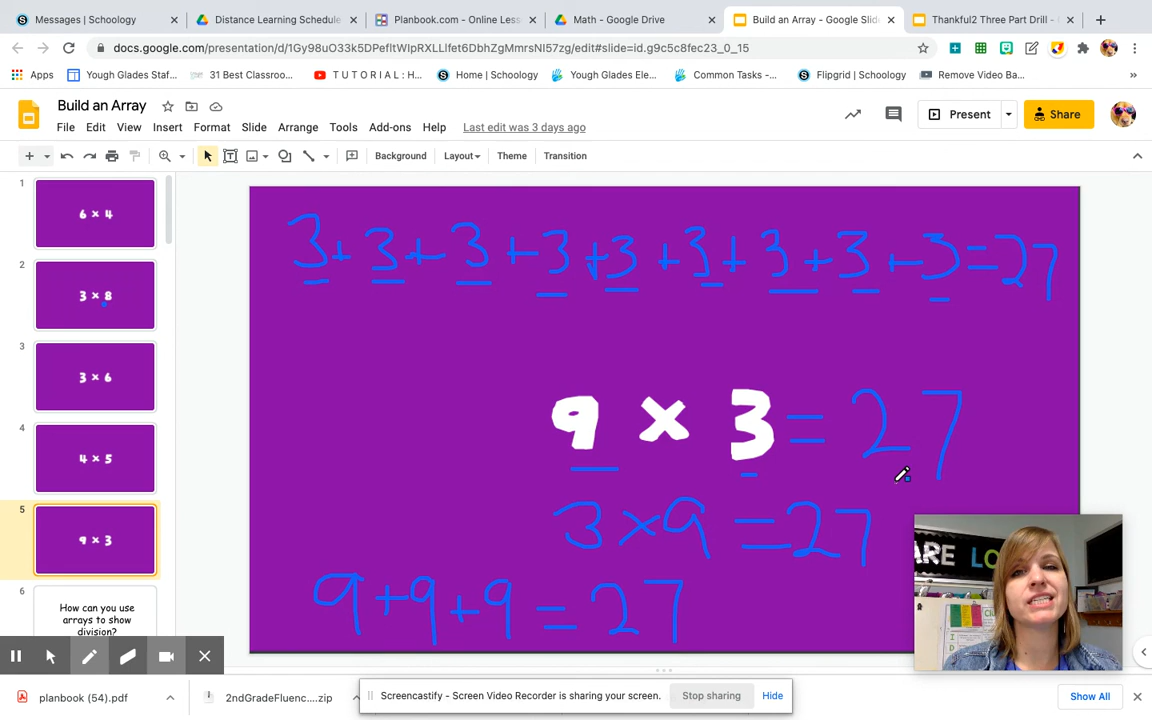 Messages | Schoology
Distance Learning Schedule
Planbook.com - Online Less
Math - Google Drive
Build an Array - Google Slid
Thankful2 Three Part Drill -
docs.google.com/presentation/d/1Gy98uO33k5DPefltWIpRXLLlfet6DbhZgMmrsNI57zg/edit#slide=id.g9c5c8fec23_0_15
Apps
Yough Glades Staf...
31 Best Classroo...
T U T O R I A L : H...
Home | Schoology
Yough Glades Ele...
Common Tasks -...
Flipgrid | Schoology
Remove Video Ba...
Build an Array
File Edit View Insert Format Slide Arrange Tools Add-ons Help
Last edit was 3 days ago
Present
Share
Background Layout Theme Transition
1
6 × 4
2
3 × 8
3
3 × 6
4
4 × 5
5
9 × 3
6
How can you use
arrays to show
division?
3+3+3+3+3+3+3+3+3=27
9 × 3 = 27
3 × 9 = 27
9+9+9=27
ARE LO
planbook (54).pdf
2ndGradeFluenc....zip
Screencastify - Screen Video Recorder is sharing your screen.
Stop sharing
Hide
Show All